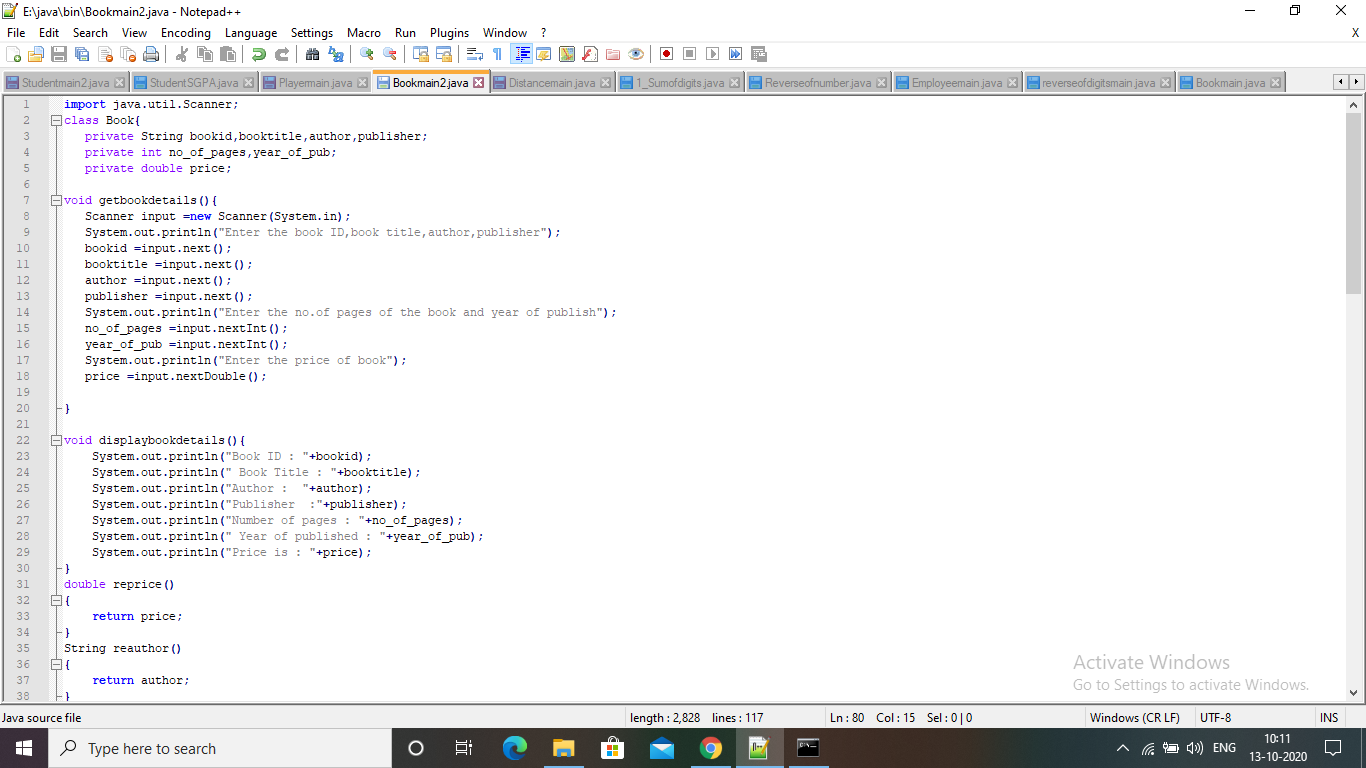 E:\java\bin\Bookmain2.java - Notepad++
File Edit Search View Encoding Language Settings Macro Run Plugins Window ? X
Studentmain2.java StudentSGPA.java Playermain.java Bookmain2.java Distancemain.java 1_Sumofdigits.java Reverseofnumber.java Employeemain.java reverseofdigitsmain.java Bookmain.java
1 import java.util.Scanner;
2 class Book{
3 private String bookid,booktitle,author,publisher;
4 private int no_of_pages,year_of_pub;
5 private double price;
6
7 void getbookdetails(){
8 Scanner input =new Scanner(System.in);
9 System.out.println("Enter the book ID,book title,author,publisher");
10 bookid =input.next();
11 booktitle =input.next();
12 author =input.next();
13 publisher =input.next();
14 System.out.println("Enter the no.of pages of the book and year of publish");
15 no_of_pages =input.nextInt();
16 year_of_pub =input.nextInt();
17 System.out.println("Enter the price of book");
18 price =input.nextDouble();
19
20 }
21
22 void displaybookdetails(){
23 System.out.println("Book ID : "+bookid);
24 System.out.println(" Book Title : "+booktitle);
25 System.out.println("Author :  "+author);
26 System.out.println("Publisher  :"+publisher);
27 System.out.println("Number of pages : "+no_of_pages);
28 System.out.println(" Year of published : "+year_of_pub);
29 System.out.println("Price is : "+price);
30 }
31 double reprice()
32 {
33 return price;
34 }
35 String reauthor()
36 {
37 return author;
38 }
Activate Windows
Go to Settings to activate Windows.
Java source file length : 2,828 lines : 117 Ln : 80 Col : 15 Sel : 0 | 0 Windows (CR LF) UTF-8 INS
Type here to search
ENG
10:11
13-10-2020